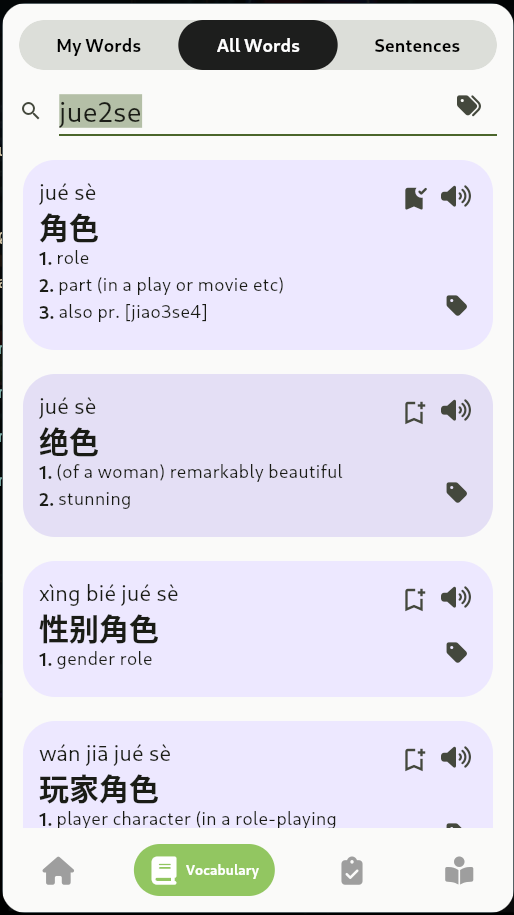 My Words
All Words
Sentences
jue2se
jué sè
角色
1. role
2. part (in a play or movie etc)
3. also pr. [jiao3se4]
jué sè
绝色
1. (of a woman) remarkably beautiful
2. stunning
xìng bié jué sè
性别角色
1. gender role
wán jiā jué sè
玩家角色
1. player character (in a role-playing
Vocabulary